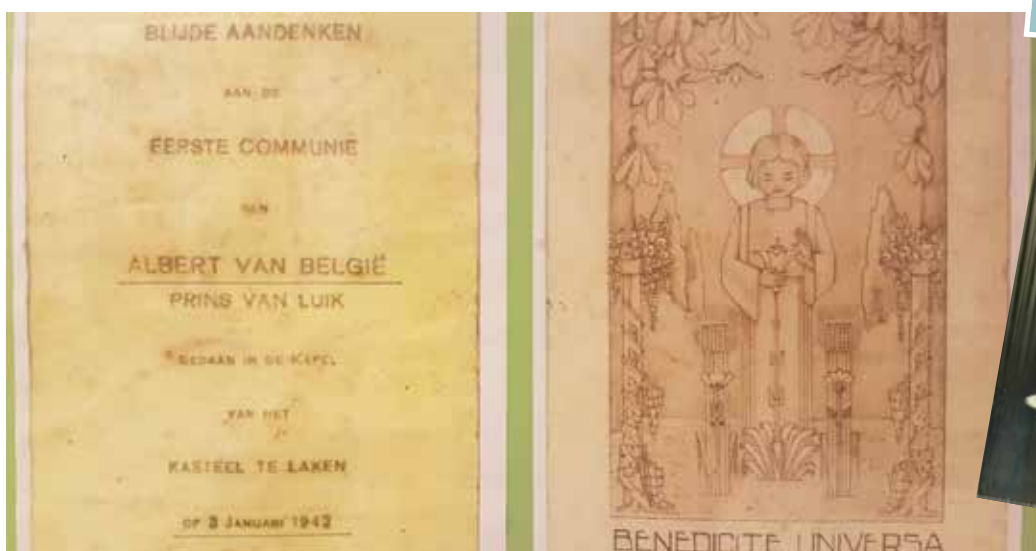 BLIJDE AANDENKEN
AAN DE
EERSTE COMMUNIE
VAN
ALBERT VAN BELGIË
PRINS VAN LUIK
GEDAAN IN DE KAPEL
VAN HET
KASTEEL TE LAKEN
OP 3 JANUARI 1942
BENEDICITE UNIVERSA